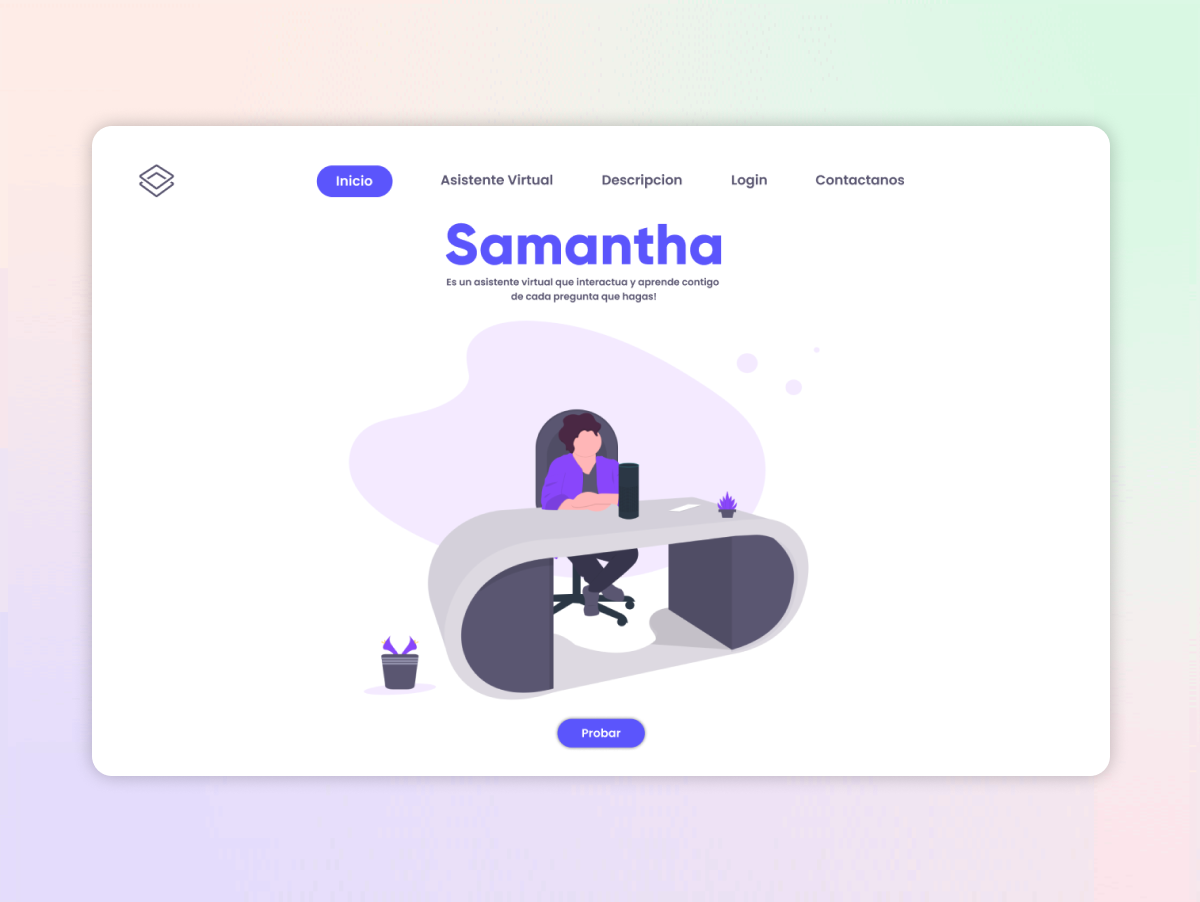 Inicio
Asistente Virtual
Descripcion
Login
Contactanos
Samantha
Es un asistente virtual que interactua y aprende contigo
de cada pregunta que hagas!
Probar